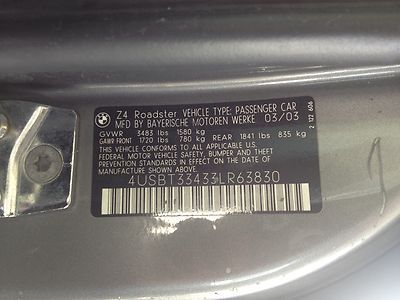 Z4 Roadster VEHICLE TYPE: PASSENGER CAR
MFD BY BAYERISCHE MOTOREN WERKE 03/03
GVWR 3483 lbs 1580 kg
GAWR FRONT 1720 lbs 780 kg REAR 1841 lbs 835 kg
THIS VEHICLE CONFORMS TO ALL APPLICABLE
FEDERAL MOTOR VEHICLE SAFETY, BUMPER, AND
THEFT PREVENTION STANDARDS IN EFFECT ON THE DATE OF
MANUFACTURE SHOWN ABOVE.
4USBT33433LR63830
BMW